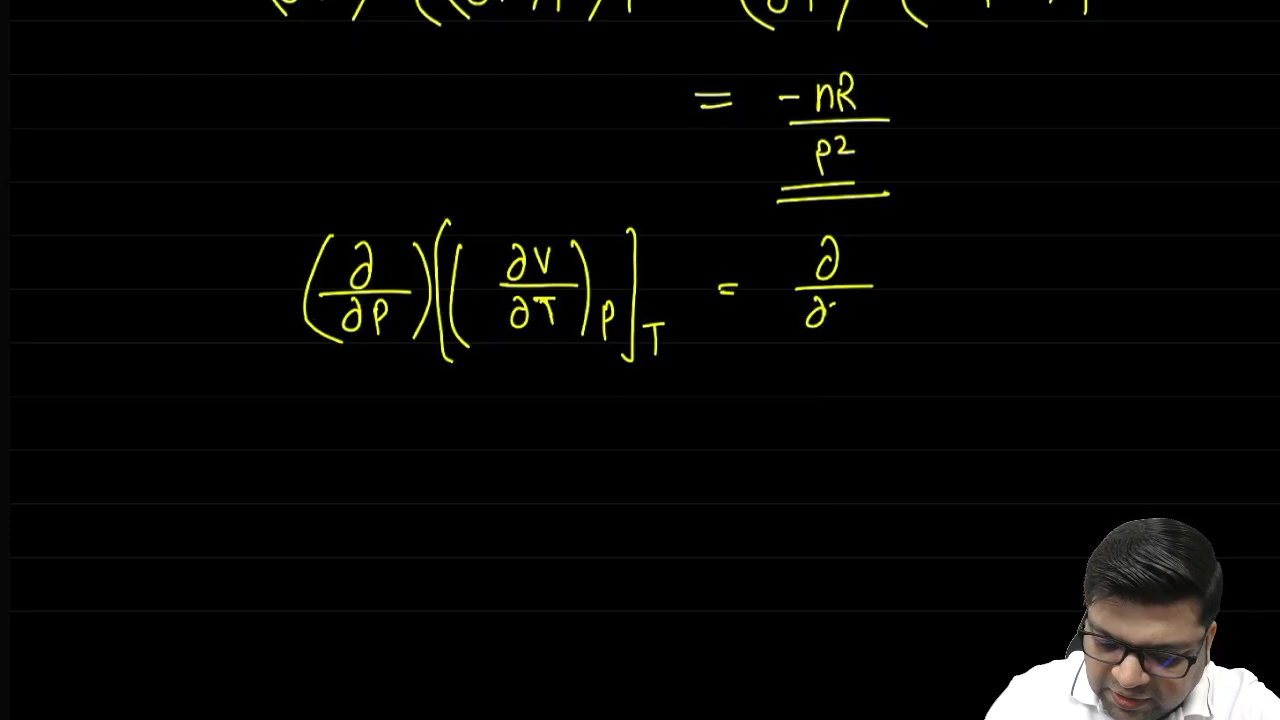 = -nR/P²
(∂/∂P)[(∂V/∂T)P]T = ∂/∂